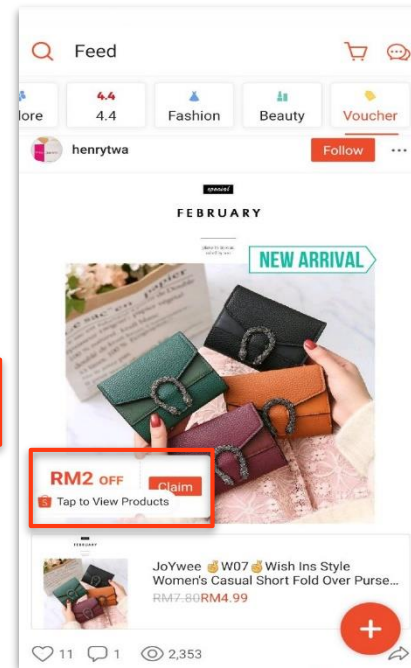 Feed
lore
4.4
4.4
Fashion
Beauty
Voucher
henrytwa
Follow
special
FEBRUARY
NEW ARRIVAL
RM2 OFF
Claim
Tap to View Products
FEBRUARY
JoYwee ✌W07✌Wish Ins Style
Women's Casual Short Fold Over Purse...
RM7.80RM4.99
11
1
2,353